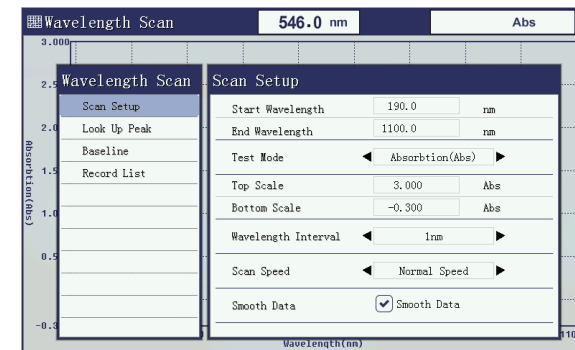 Wavelength Scan 546.0 nm Abs
3.000
2.5
2.0
1.5
1.0
0.5
-0.3
Absorbtion(Abs)
Wavelength Scan
Scan Setup
Look Up Peak
Baseline
Record List
Scan Setup
Start Wavelength 190.0 nm
End Wavelength 1100.0 nm
Test Mode Absorbtion(Abs)
Top Scale 3.000 Abs
Bottom Scale -0.300 Abs
Wavelength Interval 1nm
Scan Speed Normal Speed
Smooth Data Smooth Data
Wavelength(nm)